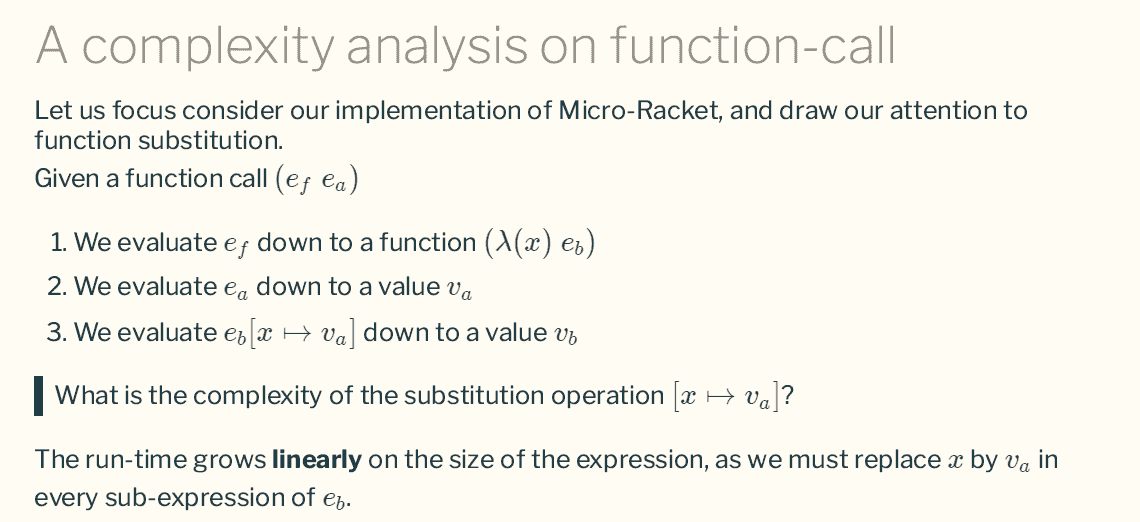 A complexity analysis on function-call
Let us focus consider our implementation of Micro-Racket, and draw our attention to
function substitution.
Given a function call (e_f e_a)
1. We evaluate e_f down to a function (λ(x) e_b)
2. We evaluate e_a down to a value v_a
3. We evaluate e_b[x ↦ v_a] down to a value v_b
What is the complexity of the substitution operation [x ↦ v_a]?
The run-time grows linearly on the size of the expression, as we must replace x by v_a in
every sub-expression of e_b.